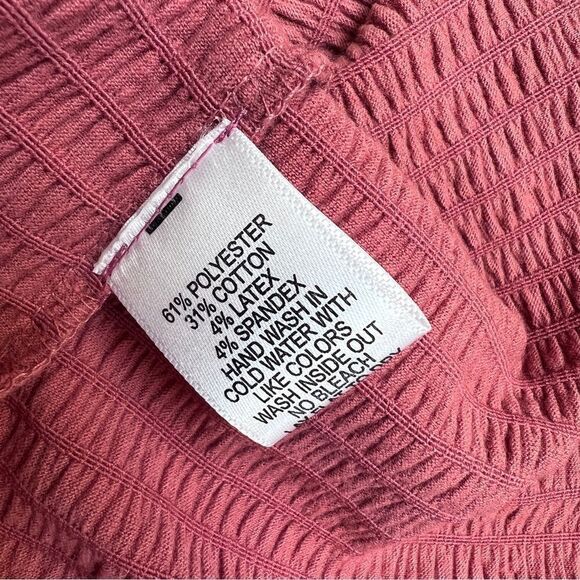 61% POLYESTER
31% COTTON
4% LATEX
4% SPANDEX
HAND WASH IN
COLD WATER WITH
LIKE COLORS
WASH INSIDE OUT
NO BLEACH